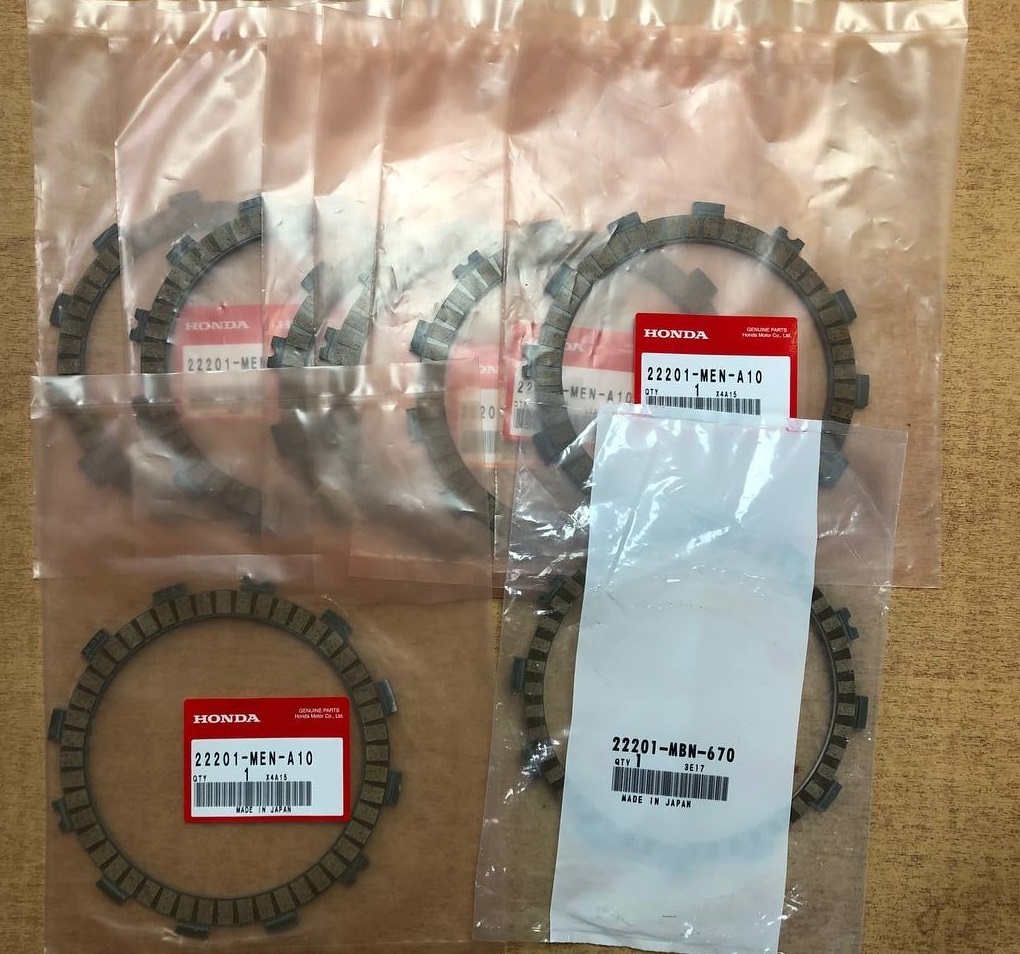 HONDA
22201-MEN
HONDA
GENUINE PARTS
Honda Motor Co., Ltd.
22201-MEN-A10
QTY 1 X4A15
-MEN-A10
HONDA
GENUINE PARTS
Honda Motor Co., Ltd.
22201-MEN-A10
QTY 1 X4A15
MADE IN JAPAN
22201-MBN-670
QTY 1 3E17
MADE IN JAPAN